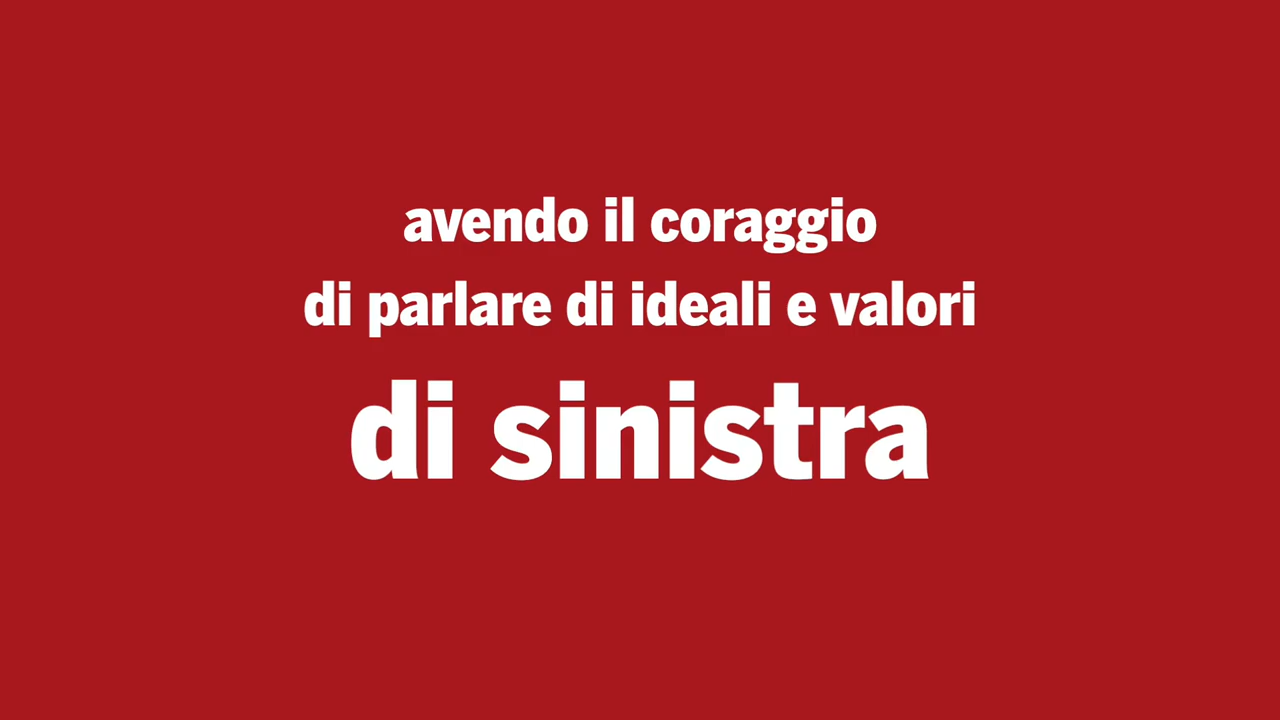 avendo il coraggio
di parlare di ideali e valori
di sinistra